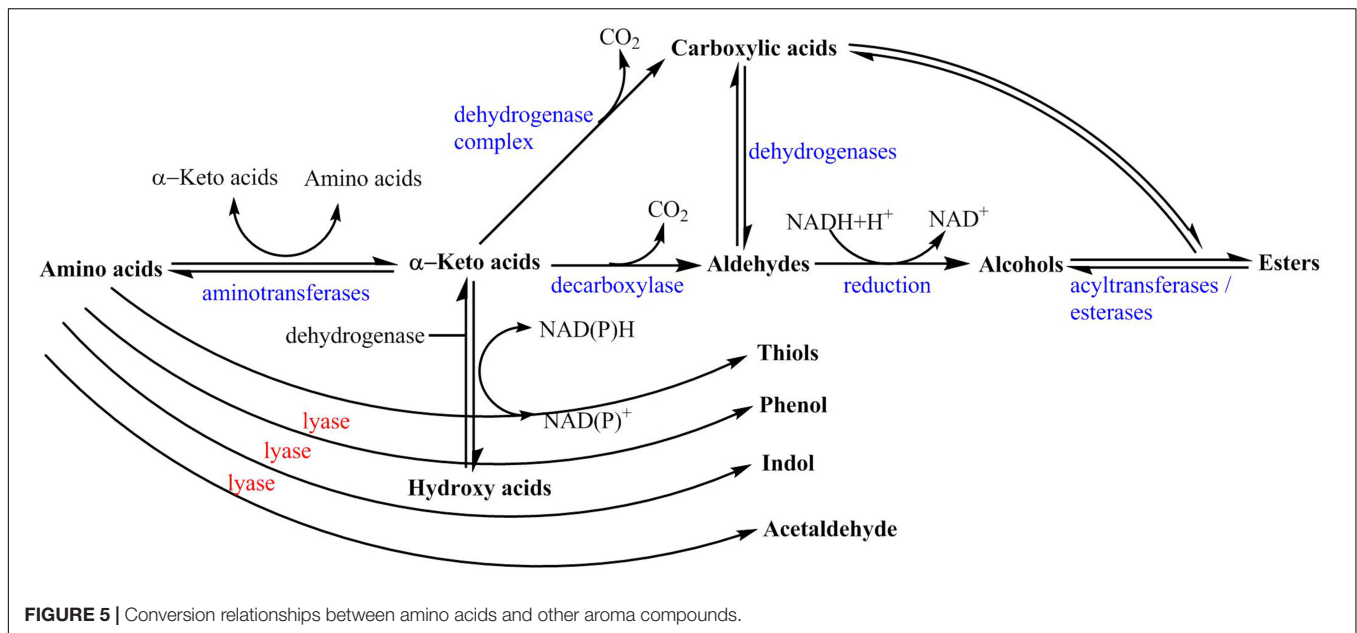 CO2
Carboxylic acids
dehydrogenase
complex
dehydrogenases
α–Keto acids
Amino acids
CO2
NADH+H+
NAD+
Amino acids
α–Keto acids
Aldehydes
Alcohols
Esters
aminotransferases
decarboxylase
reduction
acyltransferases /
esterases
dehydrogenase
NAD(P)H
Thiols
NAD(P)+
Phenol
lyase
lyase
Indol
lyase
Hydroxy acids
Acetaldehyde
FIGURE 5 | Conversion relationships between amino acids and other aroma compounds.